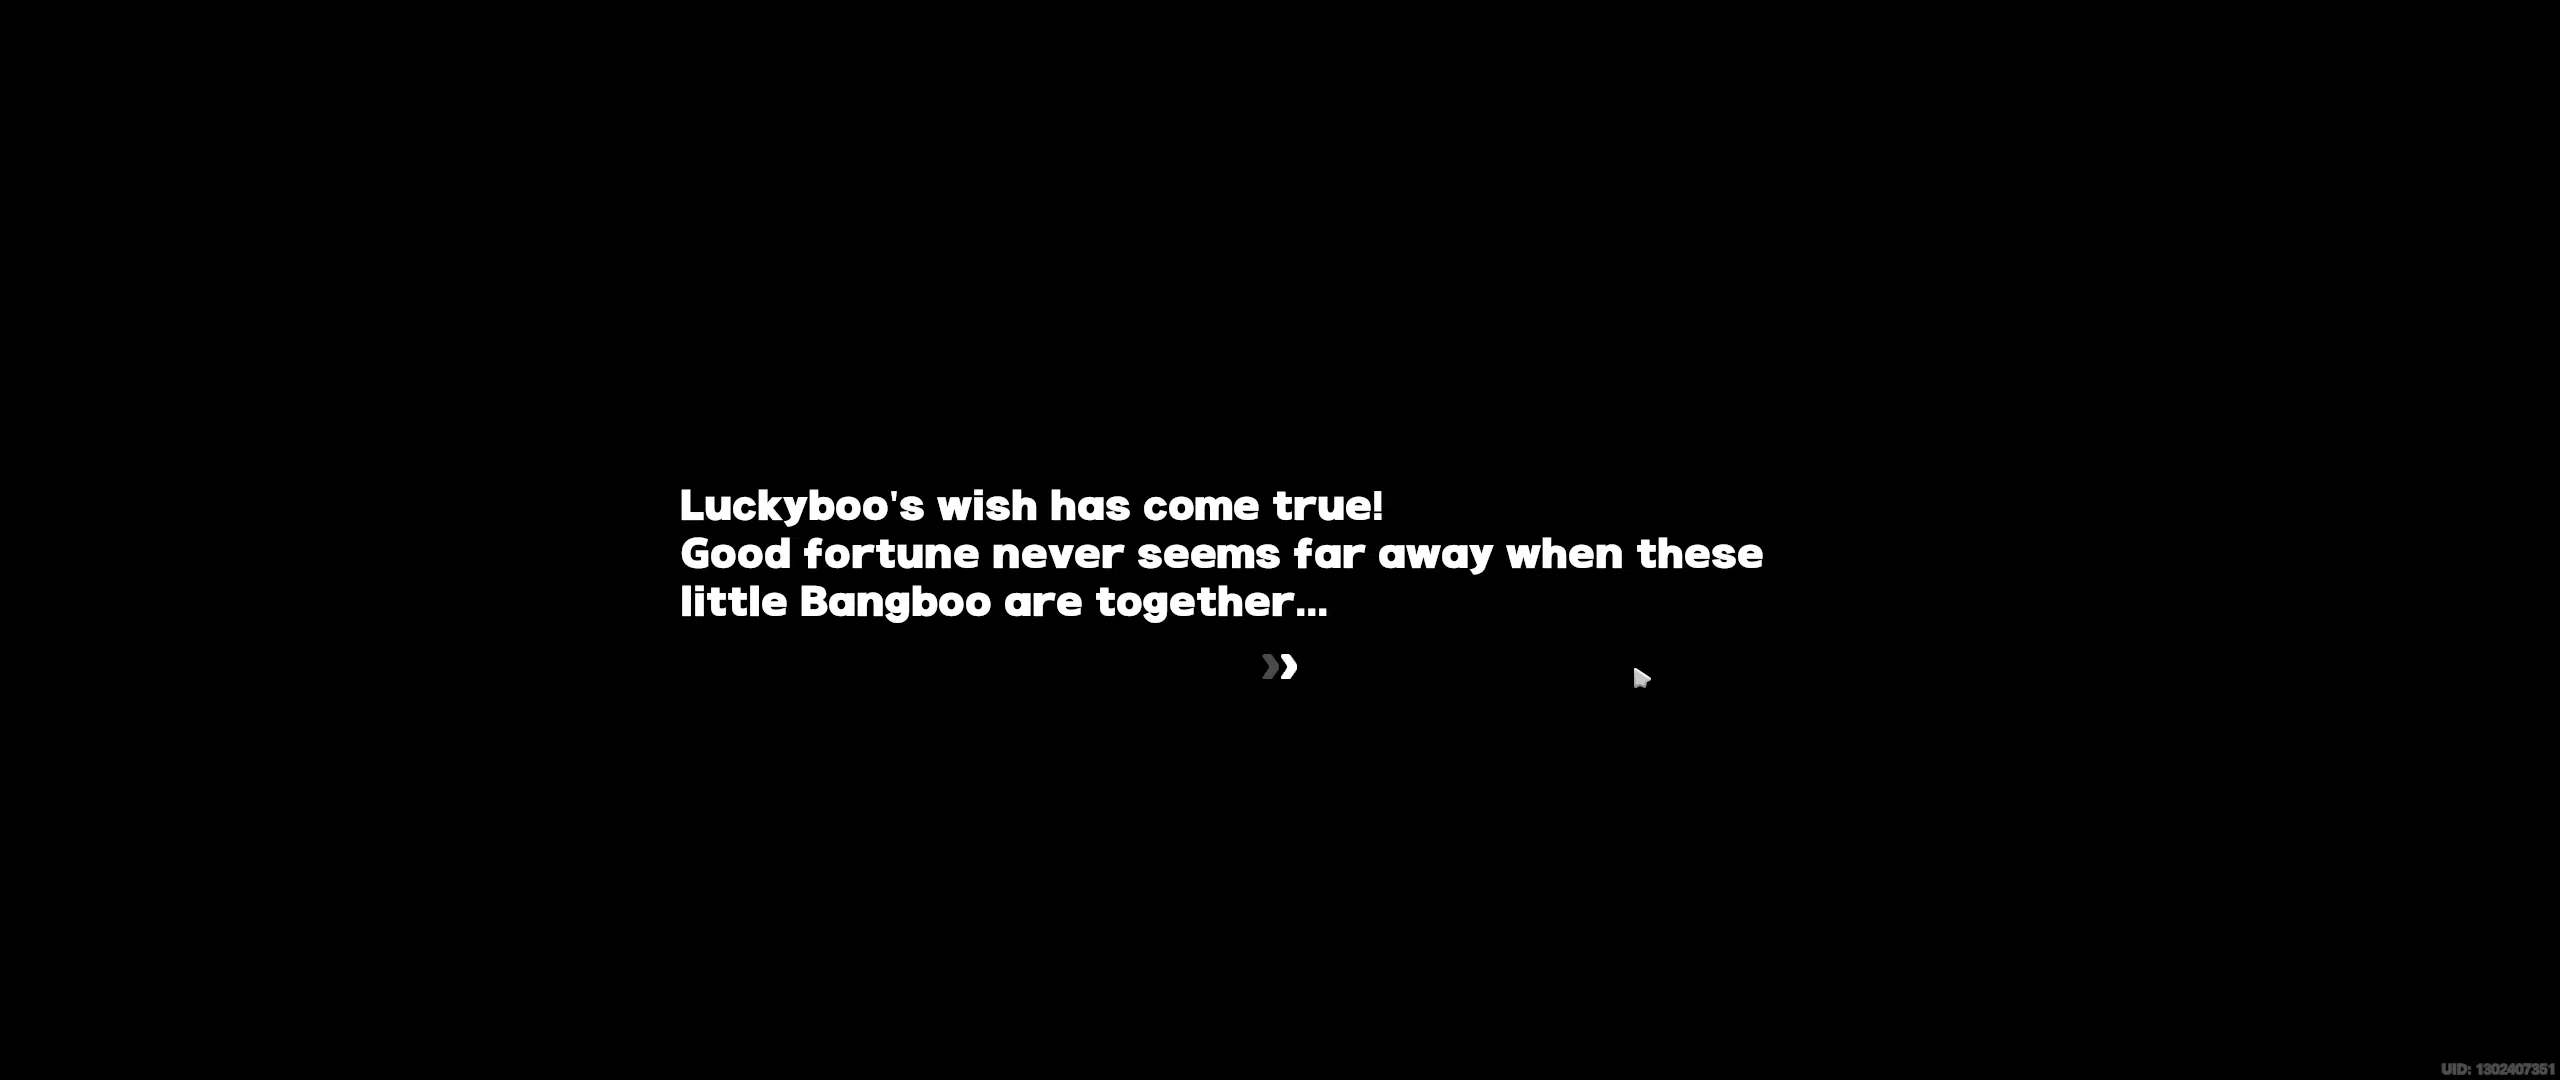 Luckyboo's wish has come true!
Good fortune never seems far away when these
little Bangboo are together...
UID: 1302407351